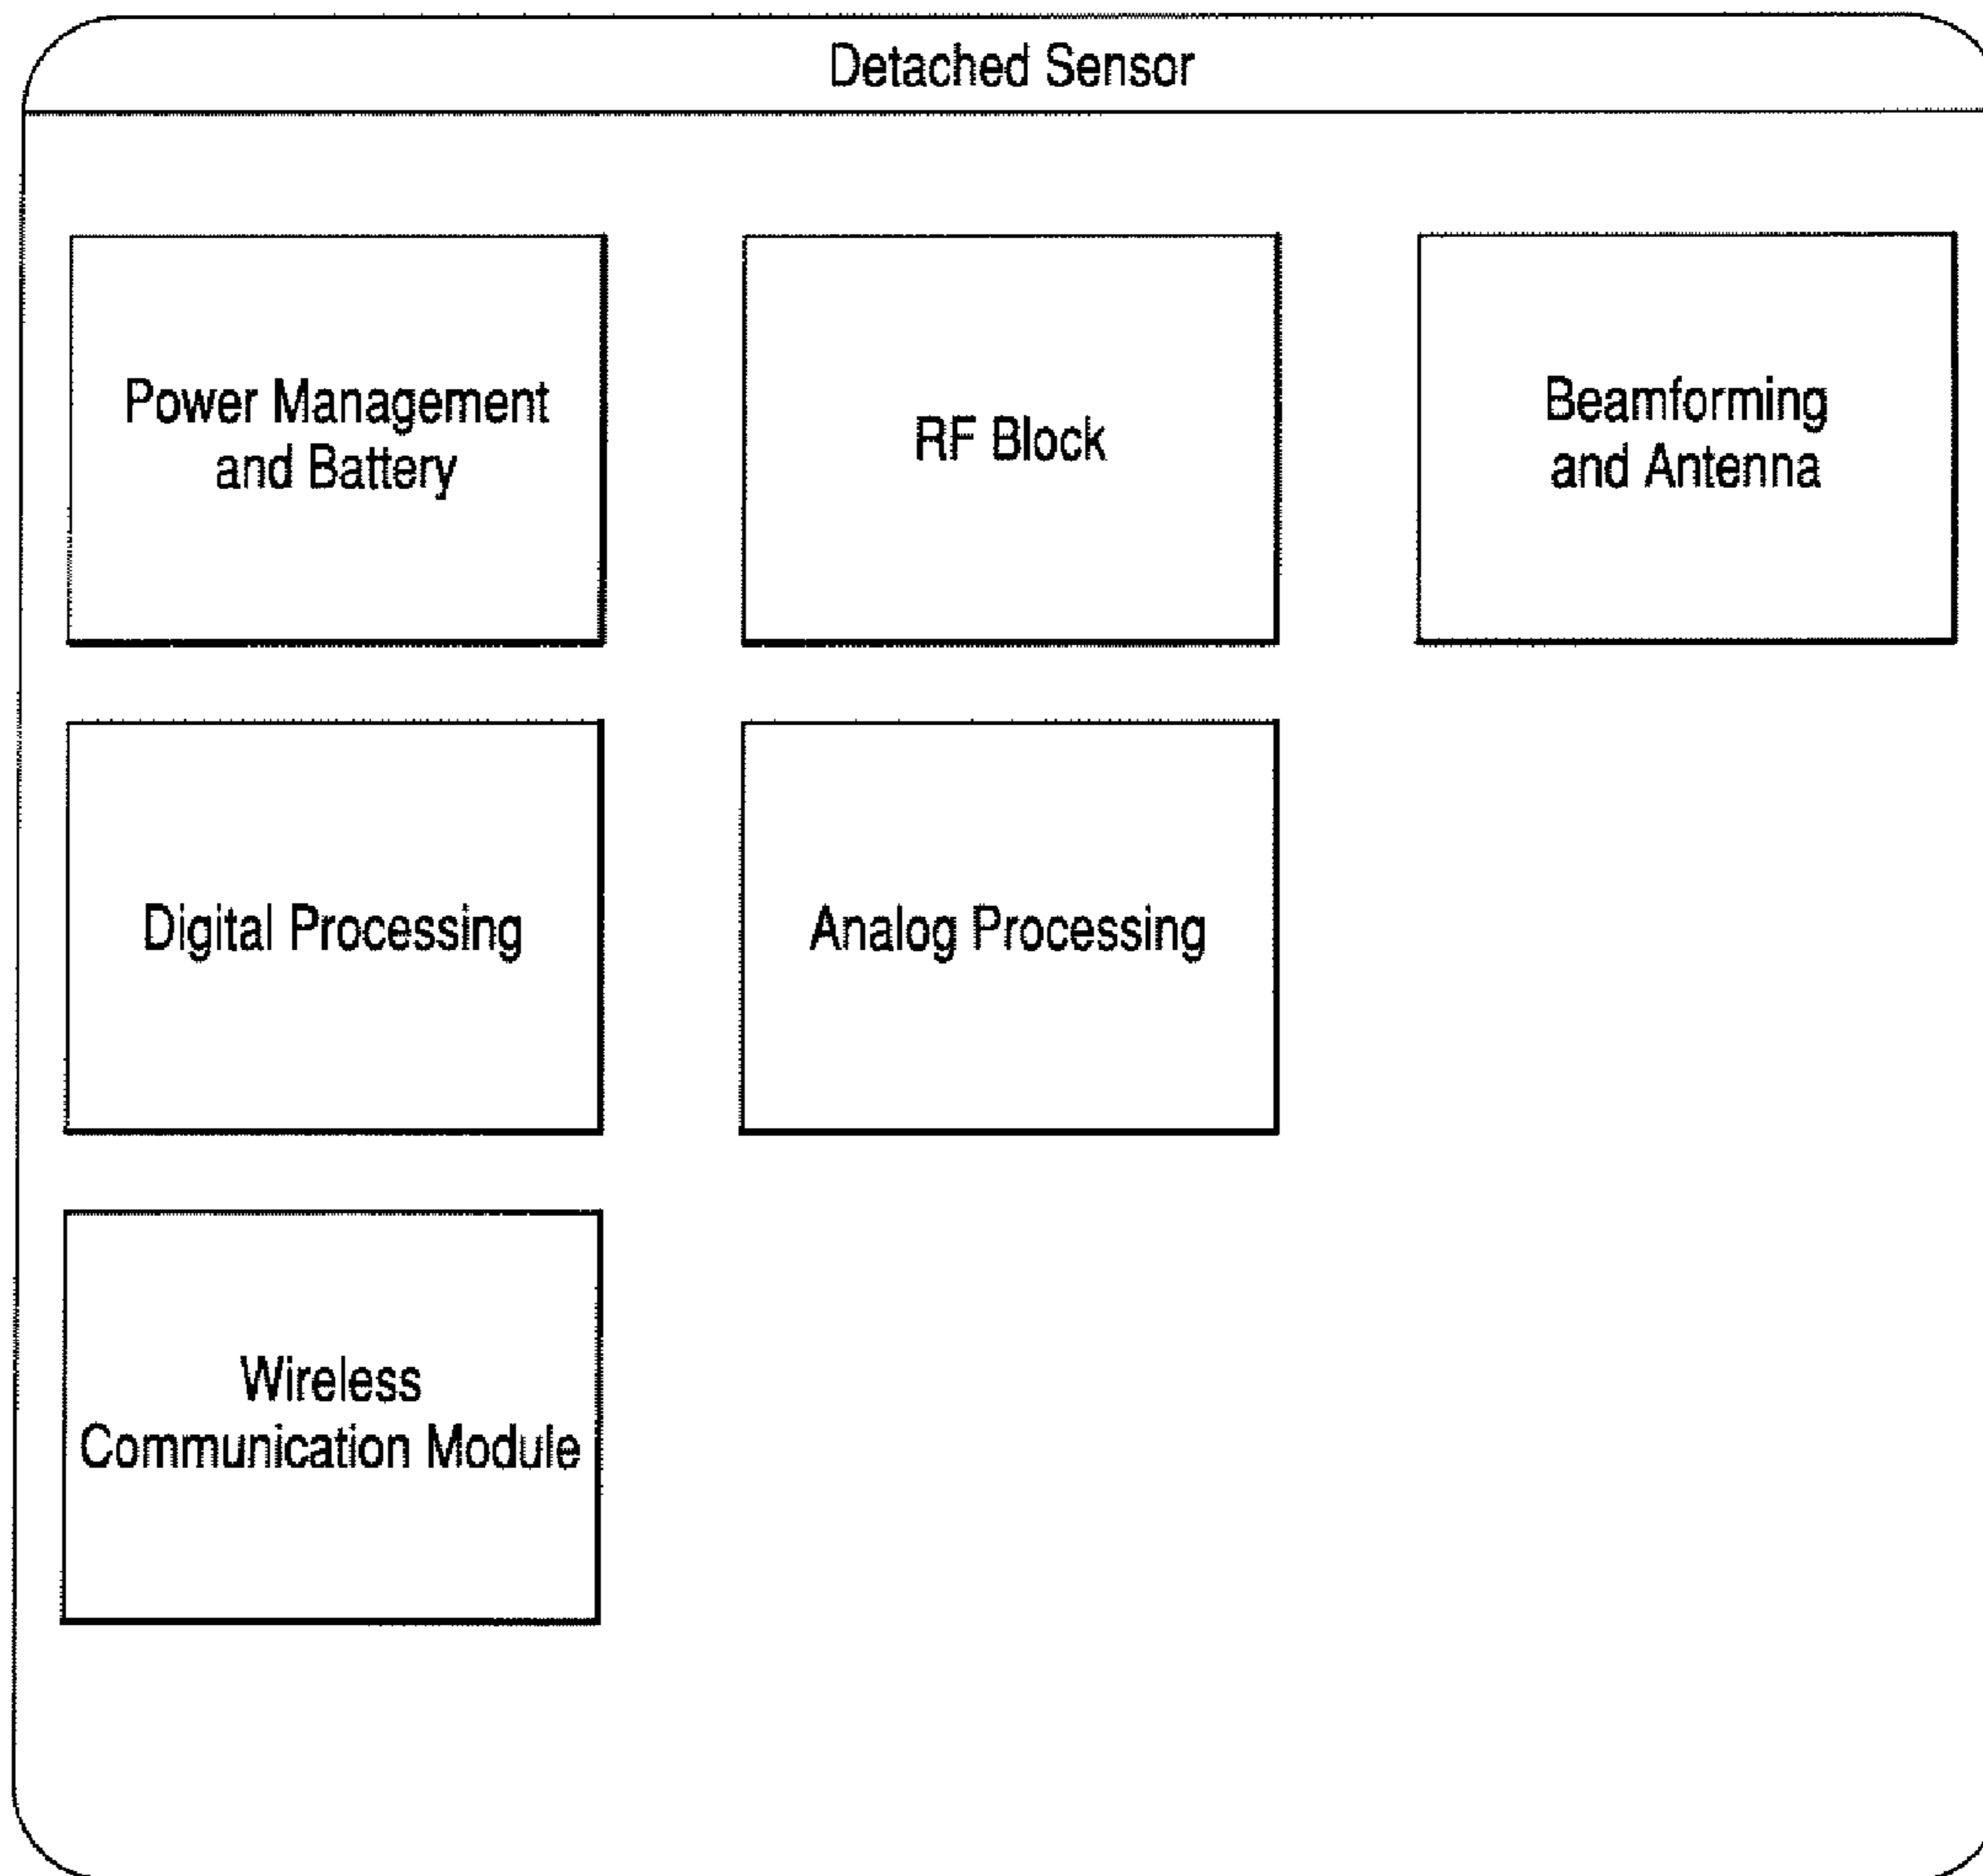 Detached Sensor
Power Management
and Battery
RF Block
Beamforming
and Antenna
Digital Processing
Analog Processing
Wireless
Communication Module